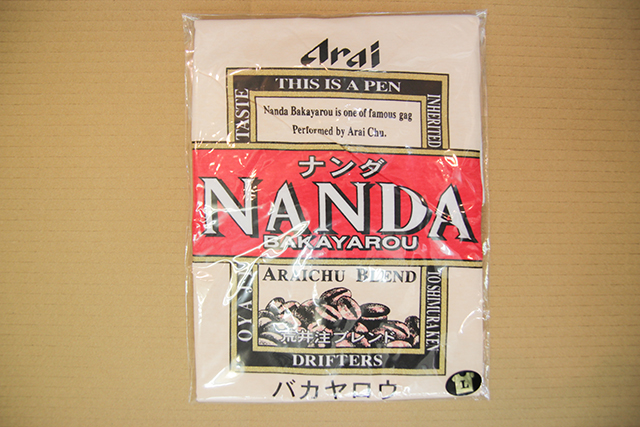 Arai
THIS IS A PEN
TASTE
INHERITED
Nanda Bakayarou is one of famous gag
Performed by Arai Chu.
ナンダ
NANDA
BAKAYAROU
ARAICHU BLEND
荒井注ブレンド
DRIFTERS
バカヤロウ
L